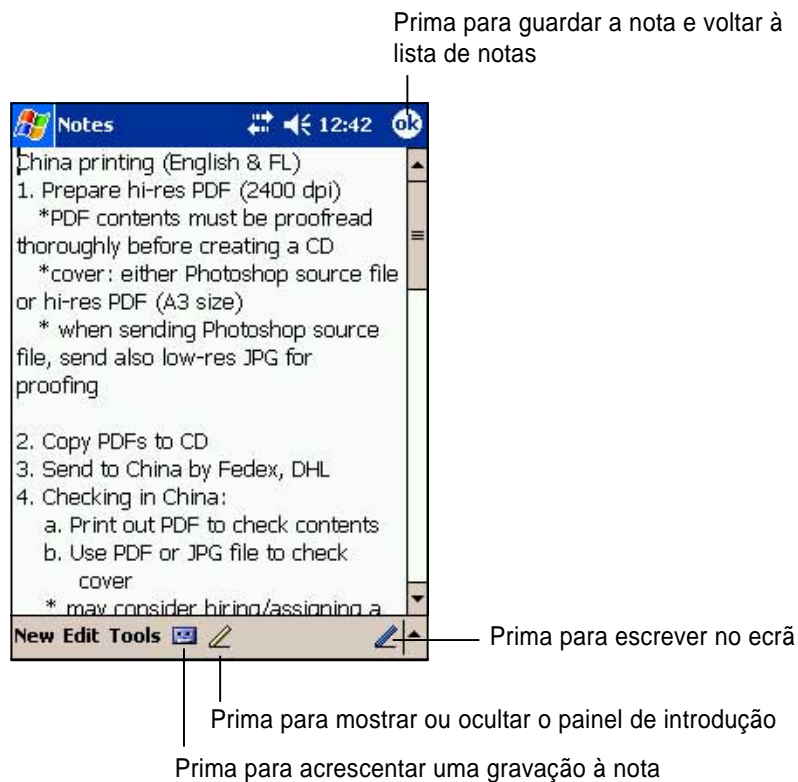 Prima para guardar a nota e voltar à
lista de notas
Notes 12:42 ok
China printing (English & FL)
1. Prepare hi-res PDF (2400 dpi)
*PDF contents must be proofread
thoroughly before creating a CD
*cover: either Photoshop source file
or hi-res PDF (A3 size)
* when sending Photoshop source
file, send also low-res JPG for
proofing
2. Copy PDFs to CD
3. Send to China by Fedex, DHL
4. Checking in China:
a. Print out PDF to check contents
b. Use PDF or JPG file to check
cover
* may consider hiring/assigning a
New Edit Tools
Prima para escrever no ecrã
Prima para mostrar ou ocultar o painel de introdução
Prima para acrescentar uma gravação à nota